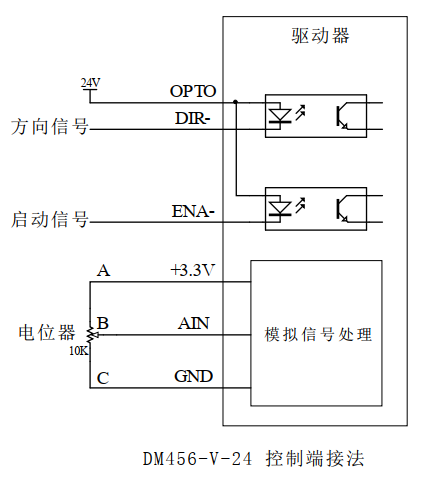 驱动器
24V
OPTO
方向信号 DIR-
启动信号 ENA-
A +3.3V
电位器 B AIN 模拟信号处理
10K
C GND
DM456-V-24 控制端接法